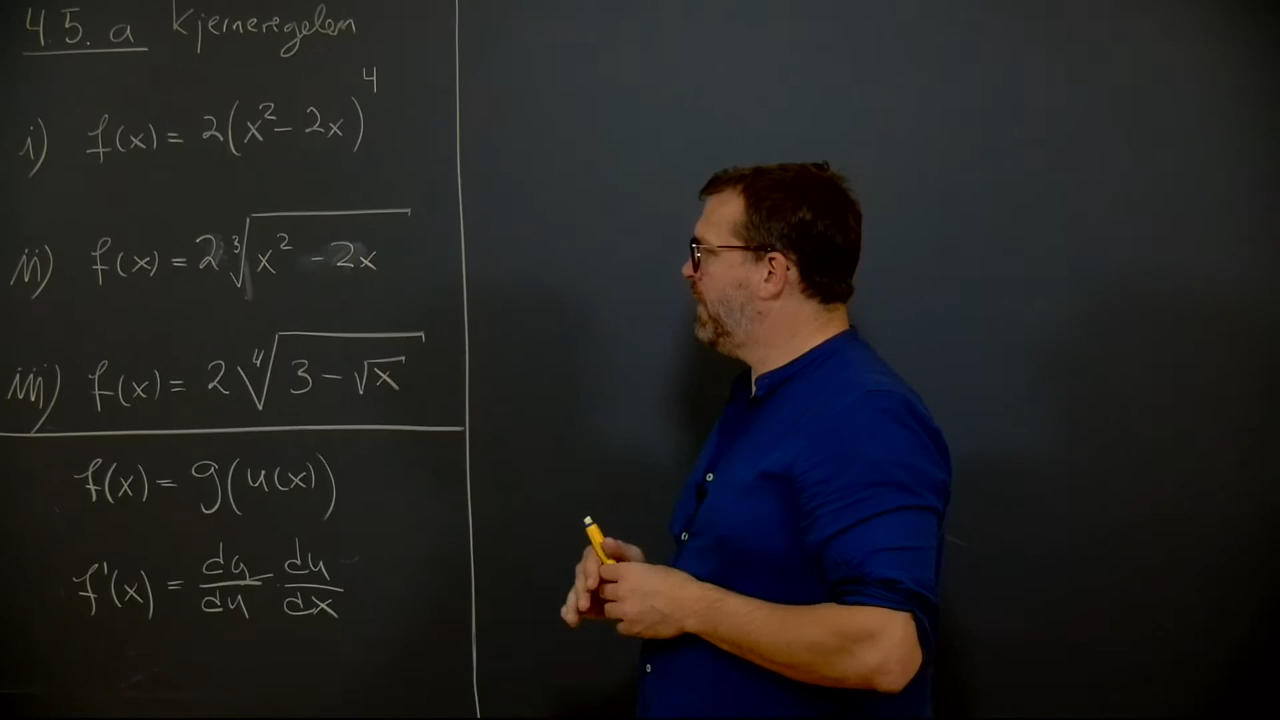 4.5. a kjerneregelen
i) f(x) = 2(x² - 2x)⁴
ii) f(x) = 2∛(x² - 2x)
iii) f(x) = 2∜(3 - √x)
f(x) = g(u(x))
f'(x) = dg/du · du/dx